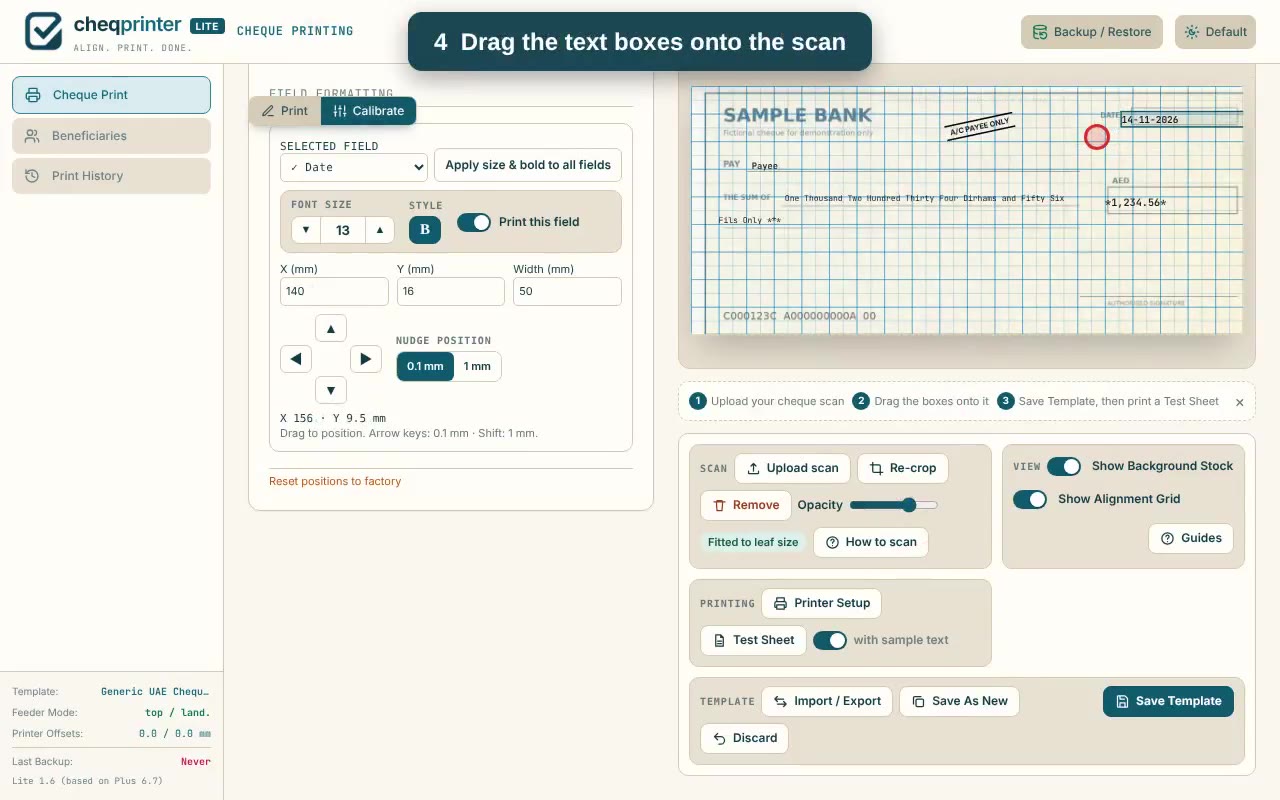 cheqprinter LITE CHEQUE PRINTING
ALIGN. PRINT. DONE.
4 Drag the text boxes onto the scan
Backup / Restore
Default
Cheque Print
Beneficiaries
Print History
FIELD FORMATTING
Print
Calibrate
SELECTED FIELD
✓ Date
Apply size & bold to all fields
FONT SIZE
▼ 13 ▲
STYLE
B
Print this field
X (mm) Y (mm) Width (mm)
140 16 50
▲
◀ ▶
▼
NUDGE POSITION
0.1 mm 1 mm
X 156 · Y 9.5 mm
Drag to position. Arrow keys: 0.1 mm · Shift: 1 mm.
Reset positions to factory
SAMPLE BANK
Fictional cheque for demonstration only
A/C PAYEE ONLY
DATE 14-11-2026
PAY Payee
AED
THE SUM OF One Thousand Two Hundred Thirty Four Dirhams and Fifty Six
*1,234.56*
Fils Only ***
AUTHORISED SIGNATURE
C000123C A000000000A 00
1 Upload your cheque scan 2 Drag the boxes onto it 3 Save Template, then print a Test Sheet ×
SCAN Upload scan Re-crop
Remove Opacity
Fitted to leaf size How to scan
VIEW Show Background Stock
Show Alignment Grid
Guides
PRINTING Printer Setup
Test Sheet with sample text
TEMPLATE Import / Export Save As New Save Template
Discard
Template: Generic UAE Chequ…
Feeder Mode: top / land.
Printer Offsets: 0.0 / 0.0 mm
Last Backup: Never
Lite 1.6 (based on Plus 6.7)